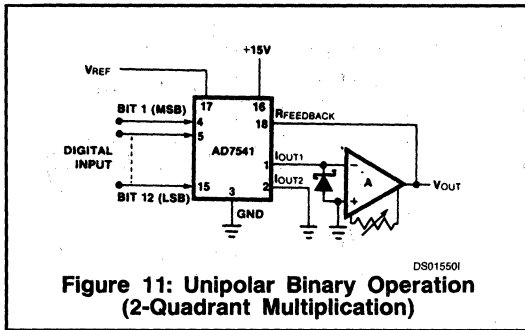 +15V
VREF
17
16
BIT 1 (MSB)
4
18
RFEEDBACK
5
DIGITAL
INPUT
AD7541
1
IOUT1
−
A
VOUT
IOUT2
2
+
15
3
BIT 12 (LSB)
GND
DS01550I
Figure 11: Unipolar Binary Operation
(2-Quadrant Multiplication)